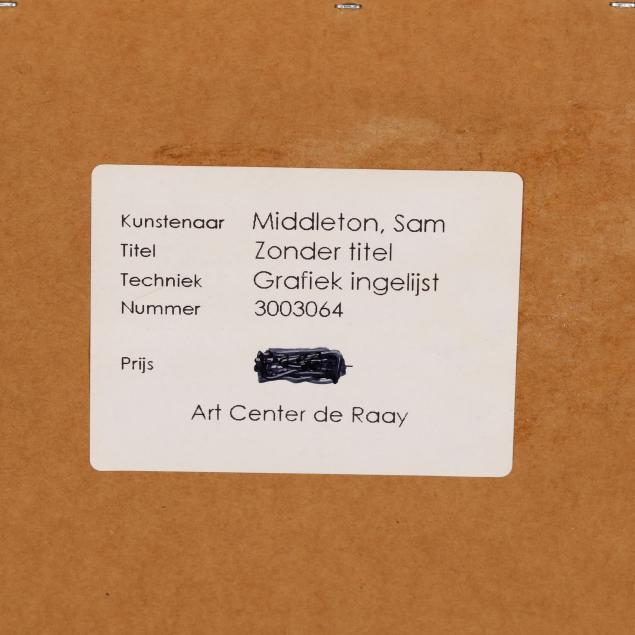 Kunstenaar Middleton, Sam
Titel Zonder titel
Techniek Grafiek ingelijst
Nummer 3003064
Prijs
Art Center de Raay